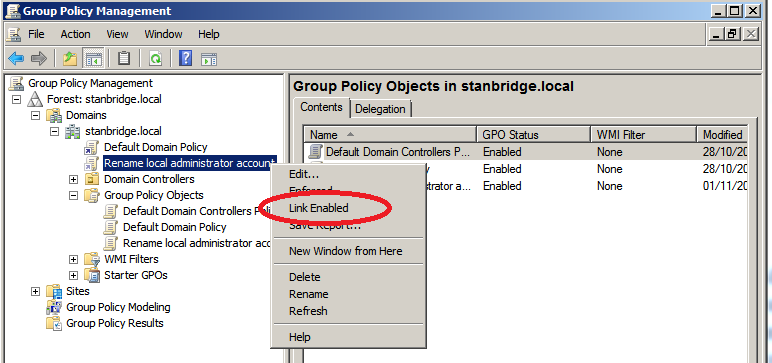 Group Policy Management
File Action View Window Help
Group Policy Management
Forest: stanbridge.local
Domains
stanbridge.local
Default Domain Policy
Rename local administrator account
Domain Controllers
Group Policy Objects
Default Domain Controllers Poli
Default Domain Policy
Rename local administrator acco
WMI Filters
Starter GPOs
Sites
Group Policy Modeling
Group Policy Results
Group Policy Objects in stanbridge.local
Contents Delegation
Name GPO Status WMI Filter Modified
Default Domain Controllers P... Enabled None 28/10/20
Enabled None 28/10/20
strator a... Enabled None 01/11/20
Edit...
Enforced
Link Enabled
Save Report...
New Window from Here
Delete
Rename
Refresh
Help